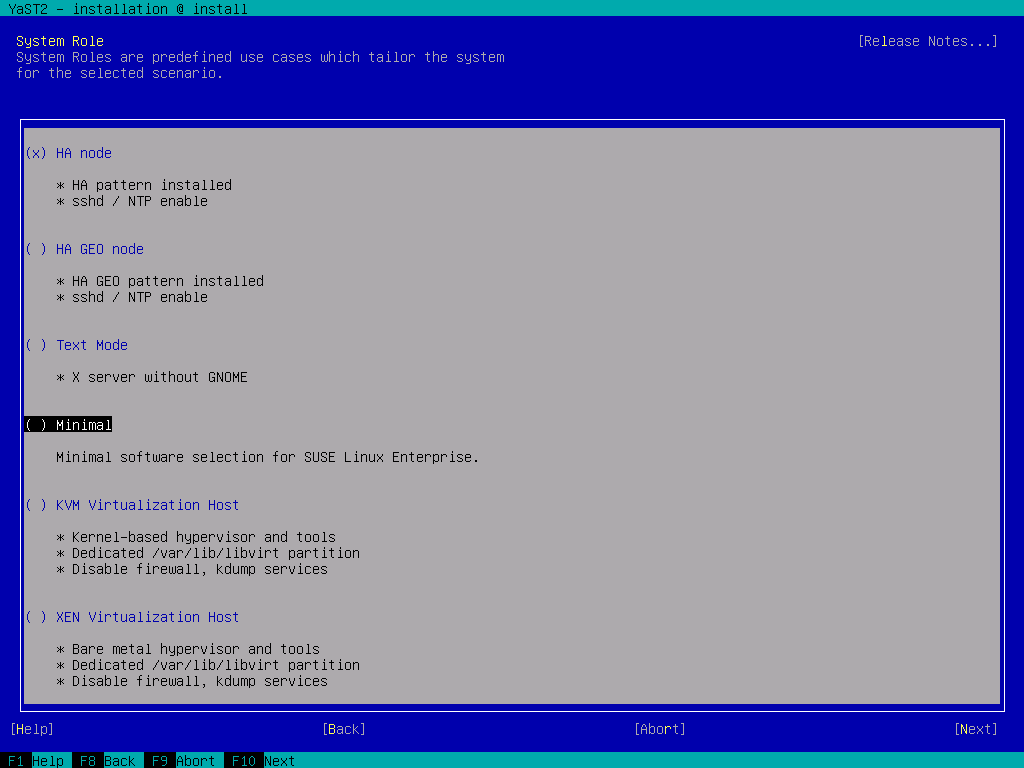 YaST2 - installation @ install
System Role [Release Notes...]
System Roles are predefined use cases which tailor the system
for the selected scenario.
(x) HA node
* HA pattern installed
* sshd / NTP enable
( ) HA GEO node
* HA GEO pattern installed
* sshd / NTP enable
( ) Text Mode
* X server without GNOME
( ) Minimal
Minimal software selection for SUSE Linux Enterprise.
( ) KVM Virtualization Host
* Kernel-based hypervisor and tools
* Dedicated /var/lib/libvirt partition
* Disable firewall, kdump services
( ) XEN Virtualization Host
* Bare metal hypervisor and tools
* Dedicated /var/lib/libvirt partition
* Disable firewall, kdump services
[Help] [Back] [Abort] [Next]
F1 Help F8 Back F9 Abort F10 Next